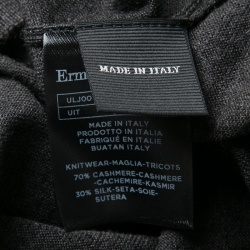 MADE IN ITALY
Erm
ULJ00
UIT
MADE IN ITALY
PRODOTTO IN ITALIA
FABRIQUÉ EN ITALIE
BUATAN ITALY
KNITWEAR-MAGLIA-TRICOTS
70% CASHMERE-CASHMERE
-CACHEMIRE-KASMIR
30% SILK-SETA-SOIE-
SUTERA